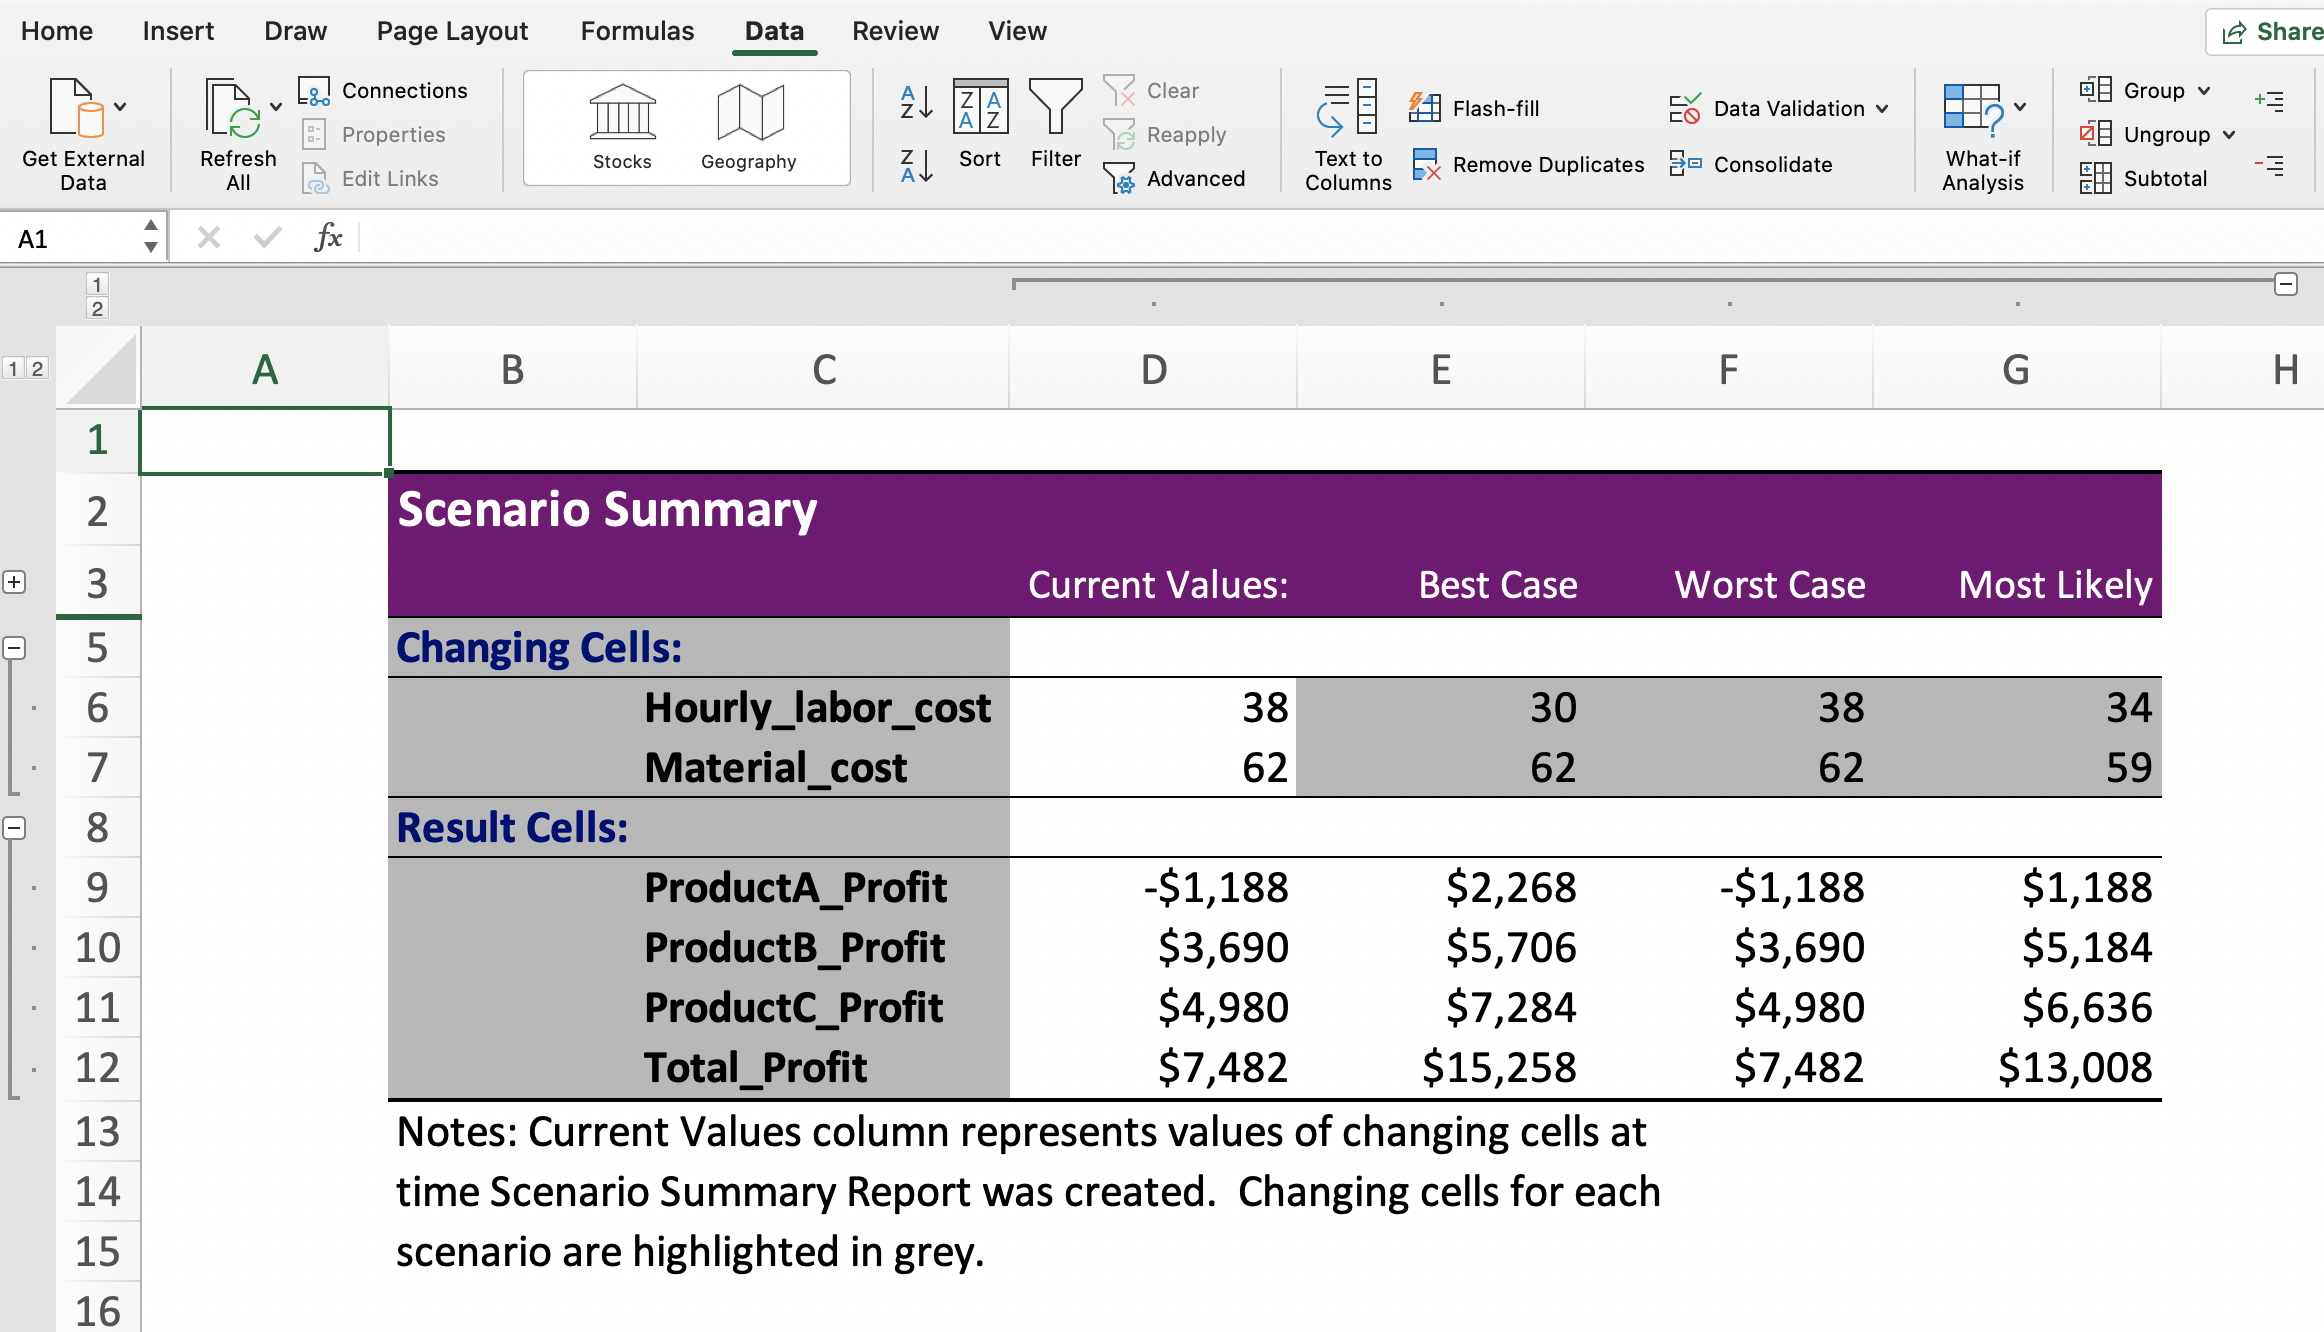 Home Insert Draw Page Layout Formulas Data Review View Share
Get External Data
Refresh All
Connections
Properties
Edit Links
Stocks
Geography
A Z
Z A
Z A A Z
Sort
Filter
Clear
Reapply
Advanced
Text to Columns
Flash-fill
Remove Duplicates
Data Validation
Consolidate
What-if Analysis
Group
Ungroup
Subtotal
A1 fx
1
2
1 2 A B C D E F G H
1
2 Scenario Summary
3 Current Values: Best Case Worst Case Most Likely
5 Changing Cells:
6 Hourly_labor_cost 38 30 38 34
7 Material_cost 62 62 62 59
8 Result Cells:
9 ProductA_Profit -$1,188 $2,268 -$1,188 $1,188
10 ProductB_Profit $3,690 $5,706 $3,690 $5,184
11 ProductC_Profit $4,980 $7,284 $4,980 $6,636
12 Total_Profit $7,482 $15,258 $7,482 $13,008
13 Notes: Current Values column represents values of changing cells at
14 time Scenario Summary Report was created. Changing cells for each
15 scenario are highlighted in grey.
16